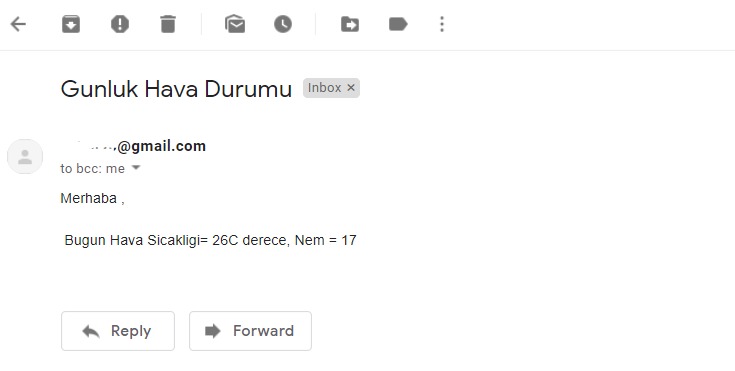 Gunluk Hava Durumu Inbox ×
@gmail.com
to bcc: me
Merhaba ,
Bugun Hava Sicakligi= 26C derece, Nem = 17
Reply Forward